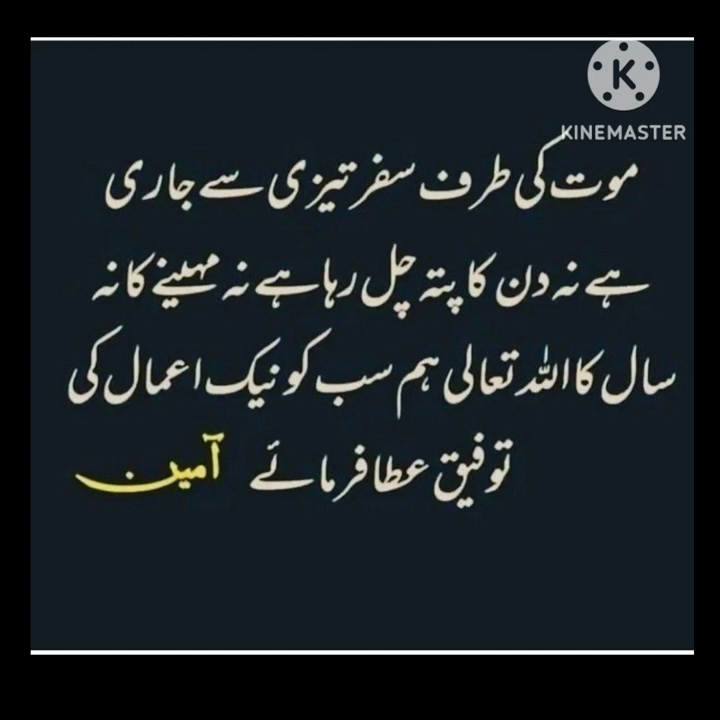 KINEMASTER
موت کی طرف سفر تیزی سے جاری
ہے نہ دن کا پتہ چل رہا ہے نہ مہینے کا نہ
سال کا اللہ تعالی ہم سب کو نیک اعمال کی
توفیق عطا فرمائے آمین